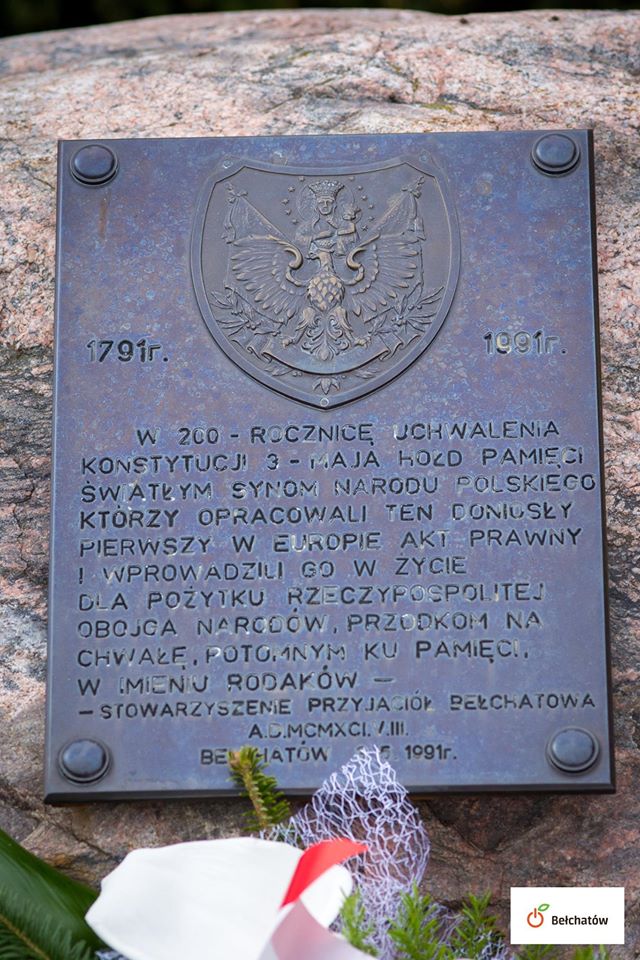 1791r.
1991r.
W 200 - ROCZNICĘ UCHWALENIA
KONSTYTUCJI 3 - MAJA HOŁD PAMIĘCI
ŚWIATŁYM SYNOM NARODU POLSKIEGO
KTÓRZY OPRACOWALI TEN DONIOSŁY
PIERWSZY W EUROPIE AKT PRAWNY
I WPROWADZILI GO W ŻYCIE
DLA POŻYTKU RZECZYPOSPOLITEJ
OBOJGA NARODÓW, PRZODKOM NA
CHWAŁĘ, POTOMNYM KU PAMIĘCI,
W IMIENIU RODAKÓW —
- STOWARZYSZENIE PRZYJACIÓŁ BEŁCHATOWA
A.D.MCMXCI.V.III.
BEŁCHATÓW 1991r.
Bełchatów